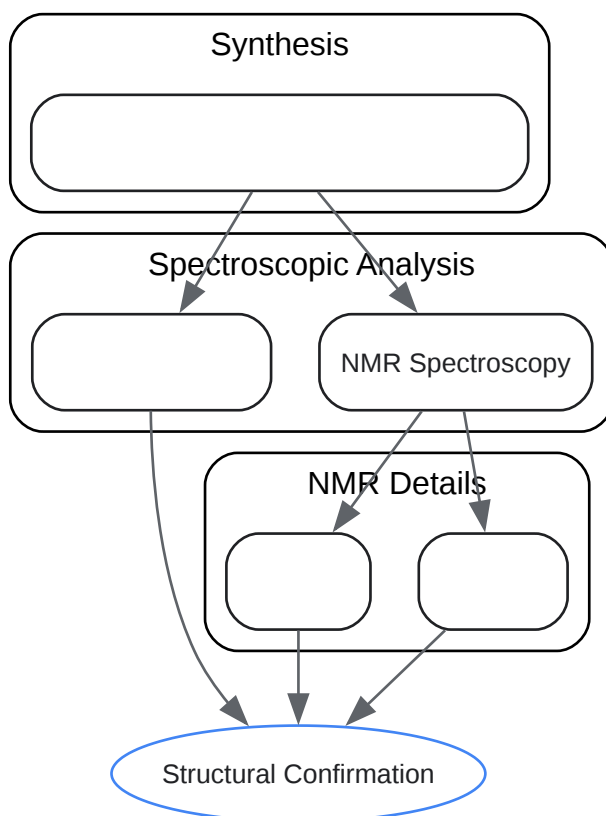 Synthesis
Spectroscopic Analysis
NMR Spectroscopy
NMR Details
Structural Confirmation